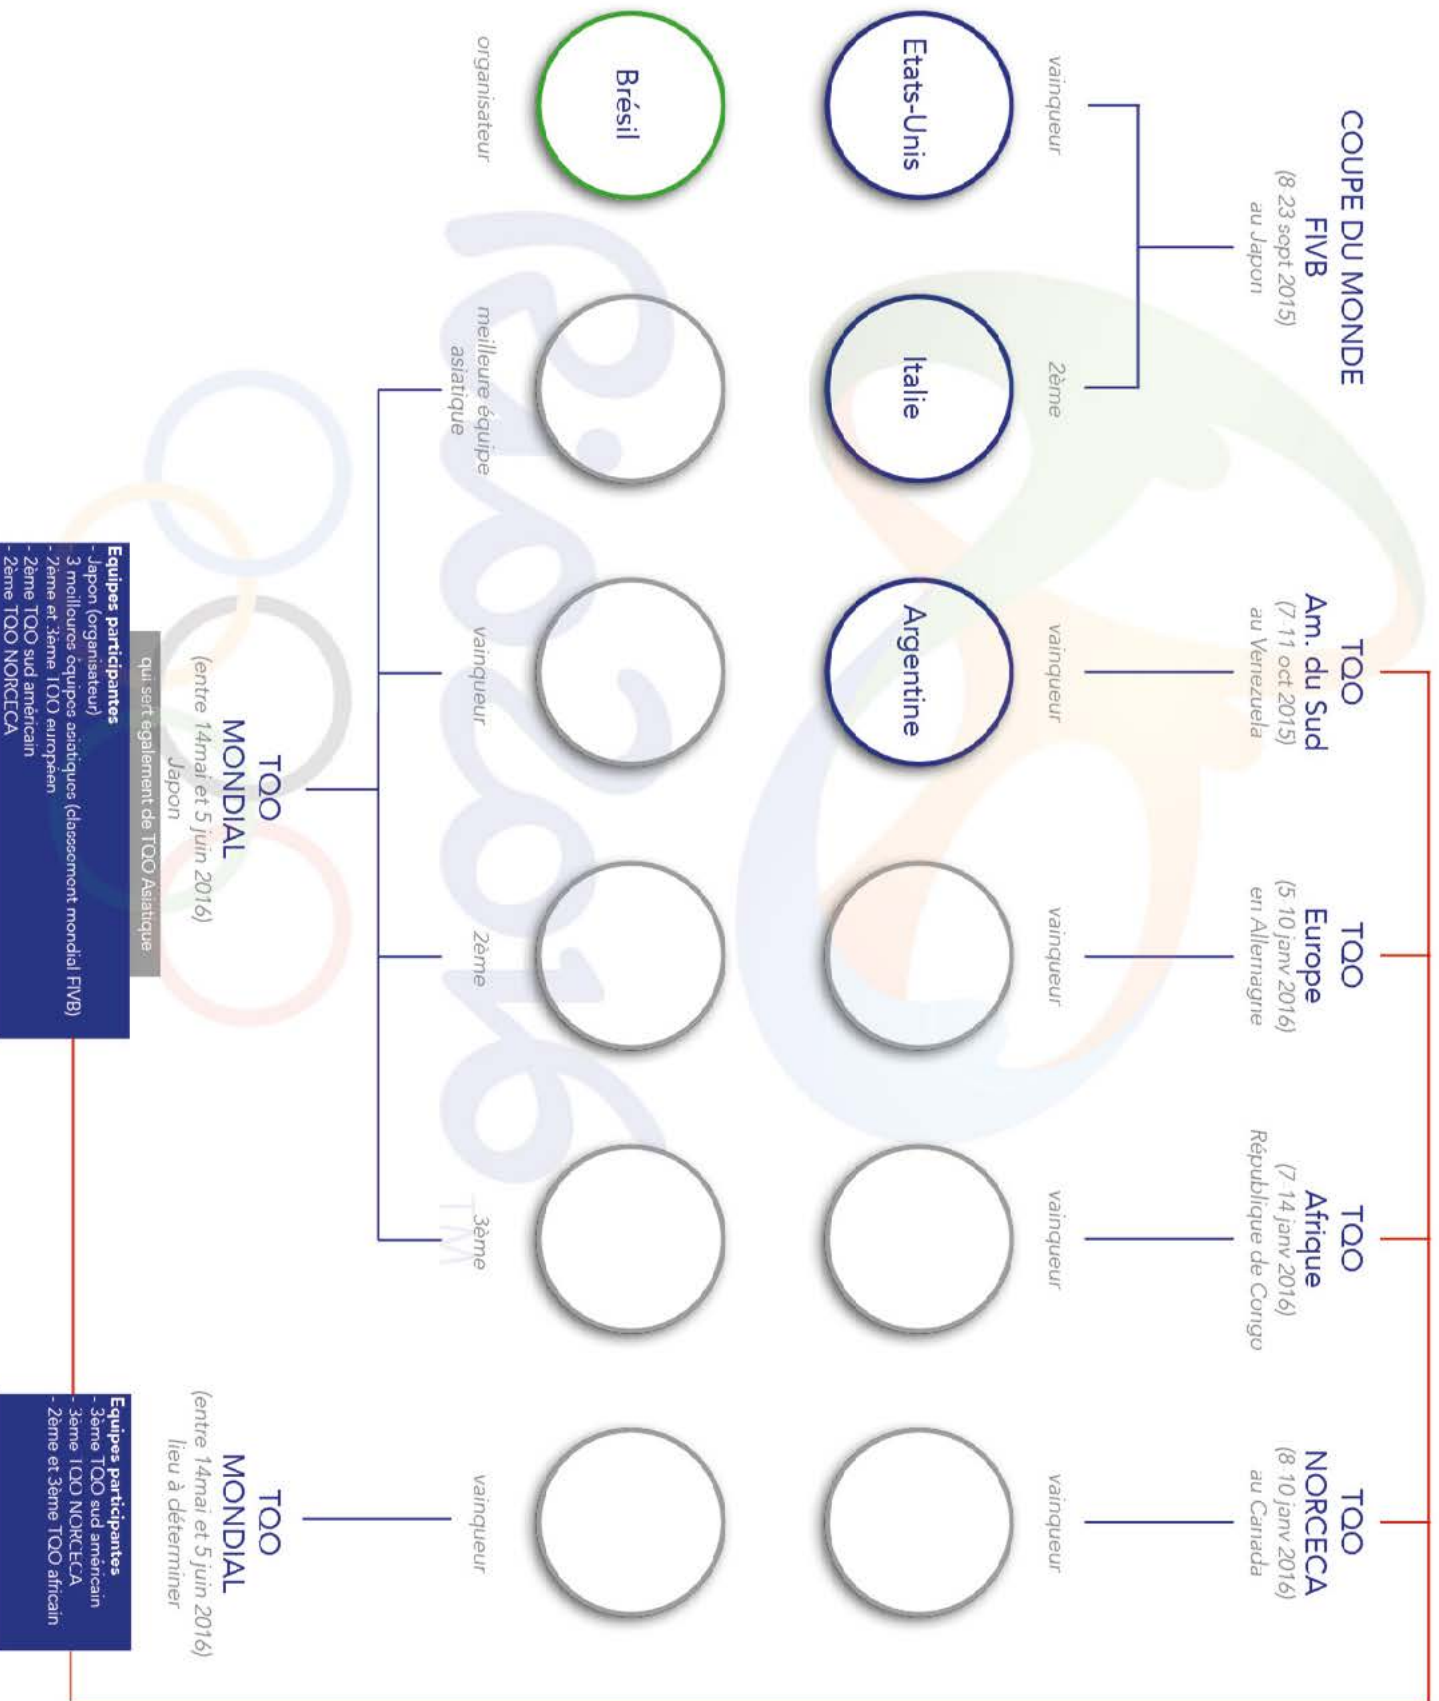 COUPE DU MONDE
FIVB
(8 23 sept 2015)
au Japon
TQO
Am. du Sud
(7 11 oct 2015)
au Venezuela
TQO
Europe
(5 10 janv 2016)
en Allemagne
TQO
Afrique
(7 14 janv 2016)
République de Congo
TQO
NORCECA
(8 10 janv 2016)
au Canada
vainqueur
2ème
vainqueur
vainqueur
vainqueur
vainqueur
Etats-Unis
Italie
Argentine
Brésil
organisateur
meilleure équipe
asiatique
vainqueur
2ème
3ème
vainqueur
Rio2016
TM
TQO
MONDIAL
(entre 14mai et 5 juin 2016)
Japon
qui sert également de TQO Asiatique
Equipes participantes
- Japon (organisateur)
3 meilleures équipes asiatiques (classement mondial FIVB)
- 2ème et 3ème TQO européen
- 2ème TQO sud américain
- 2ème TQO NORCECA
TQO
MONDIAL
(entre 14mai et 5 juin 2016)
lieu à déterminer
Equipes participantes
- 3ème TQO sud américain
- 3ème TQO NORCECA
- 2ème et 3ème TQO africain